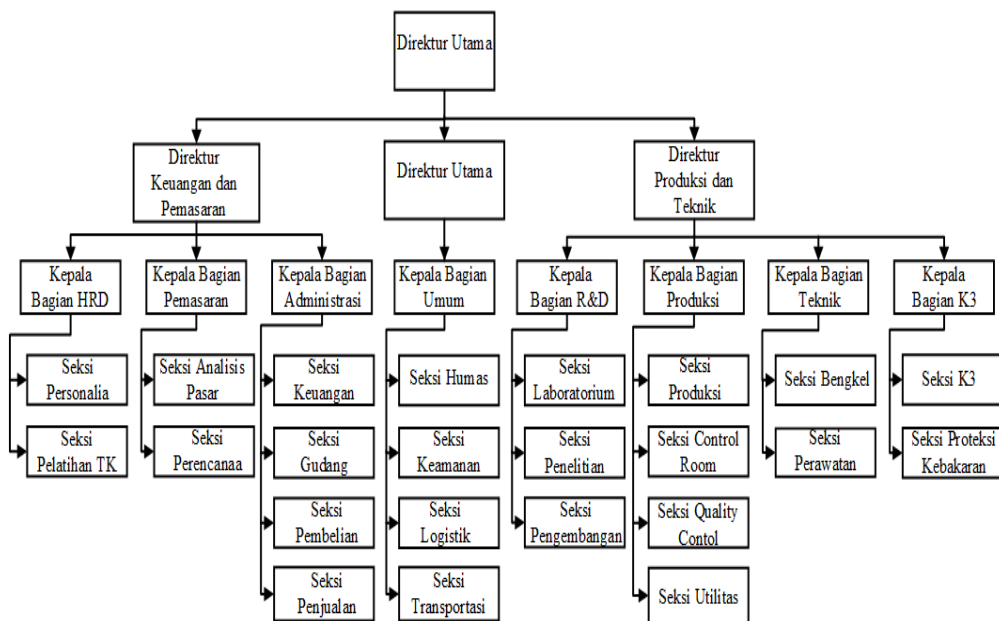 Direktur Utama
Direktur
Keuangan dan
Pemasaran
Direktur Utama
Direktur
Produksi dan
Teknik
Kepala
Bagian HRD
Kepala Bagian
Pemasaran
Kepala Bagian
Administrasi
Kepala Bagian
Umum
Kepala
Bagian R&D
Kepala Bagian
Produksi
Kepala Bagian
Teknik
Kepala
Bagian K3
Seksi
Personalia
Seksi Analisis
Pasar
Seksi
Keuangan
Seksi Humas
Seksi
Laboratorium
Seksi
Produksi
Seksi Bengkel
Seksi K3
Seksi
Pelatihan TK
Seksi
Perencanaa
Seksi
Gudang
Seksi
Keamanan
Seksi
Penelitian
Seksi Control
Room
Seksi
Perawatan
Seksi Proteksi
Kebakaran
Seksi
Pembelian
Seksi
Logistik
Seksi
Pengembangan
Seksi Quality
Contol
Seksi
Penjualan
Seksi
Transportasi
Seksi Utilitas